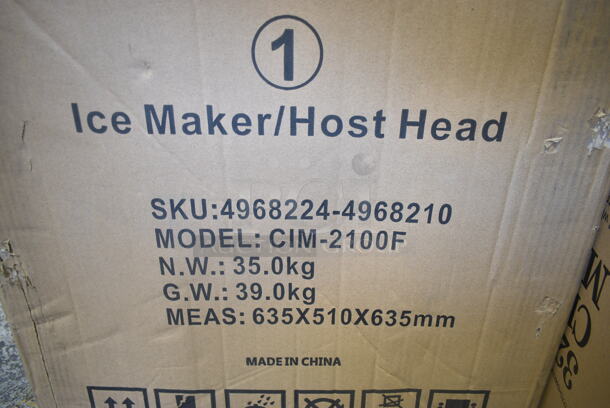 1
Ice Maker/Host Head
SKU:4968224-4968210
MODEL: CIM-2100F
N.W.: 35.0kg
G.W.: 39.0kg
MEAS: 635X510X635mm
MADE IN CHINA